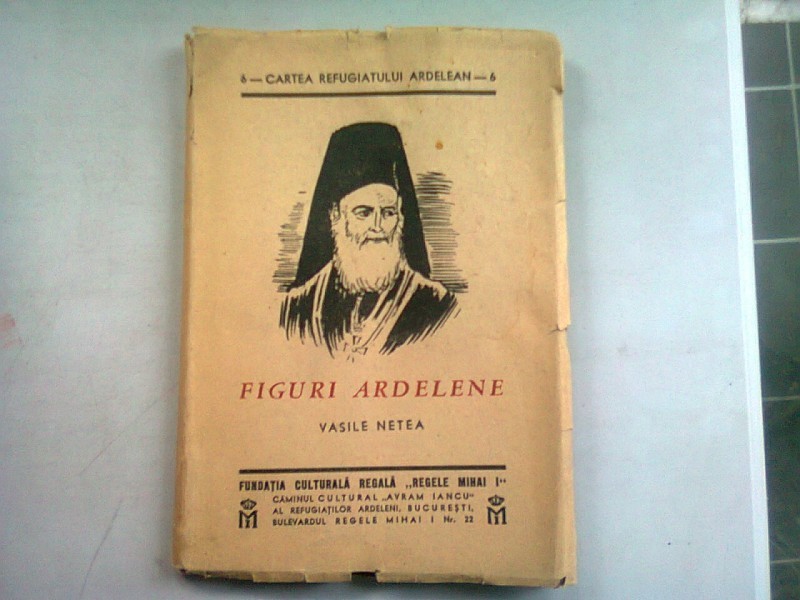 6 — CARTEA REFUGIATULUI ARDELEAN — 6
FIGURI ARDELENE
VASILE NETEA
FUNDAȚIA CULTURALĂ REGALĂ „REGELE MIHAI I“
CĂMINUL CULTURAL „AVRAM IANCU“
AL REFUGIAȚILOR ARDELENI, BUCUREȘTI,
BULEVARDUL REGELE MIHAI I Nr. 22